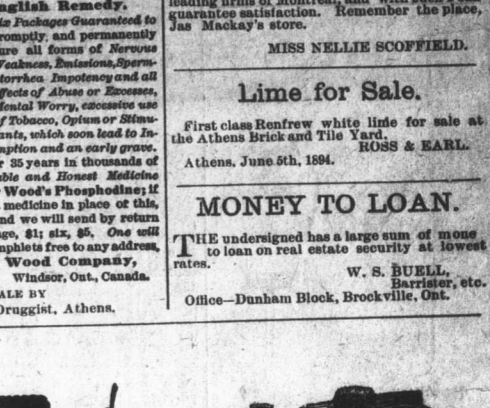 nglish Remedy.
ix Packages Guaranteed to
romptly, and permanently
ure all forms of Nervous
Weakness, Emissions, Sperm-
torrhea Impotency and all
ffects of Abuse or Excesses,
Mental Worry, excessive use
f Tobacco, Opium or Stimu-
ants, which soon lead to In-
mption and an early grave.
r 35 years in thousands of
ble and Honest Medicine
Wood's Phosphodine; if
medicine in place of this,
nd we will send by return
age, $1; six, $5. One will
mphlets free to any address,
Wood Company,
Windsor, Ont., Canada.
ALE BY
Druggist, Athens.
leading firms of Montreal, and with
guarantee satisfaction. Remember the place,
Jas Mackay's store.
MISS NELLIE SCOFFIELD.
Lime for Sale.
First class Renfrew white lime for sale at
the Athens Brick and Tile Yard.
ROSS & EARL.
Athens, June 5th, 1894.
MONEY TO LOAN.
THE undersigned has a large sum of mone
to loan on real estate security at lowest
rates.
W. S. BUELL,
Barrister, etc.
Office—Dunham Block, Brockville, Ont.